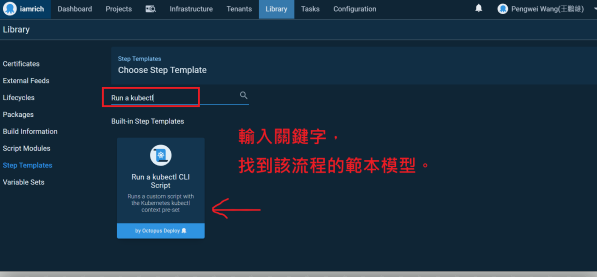 iamrich Dashboard Projects Infrastructure Tenants Library Tasks Configuration Pengwei Wang(王鵬維)
Library
Certificates
External Feeds
Lifecycles
Packages
Build Information
Script Modules
Step Templates
Variable Sets
Step Templates
Choose Step Template
Run a kubectl
Built-in Step Templates
Run a kubectl CLI
Script
Runs a custom script with
the Kubernetes kubectl
context pre-set
by Octopus Deploy
輸入關鍵字，
找到該流程的範本模型。